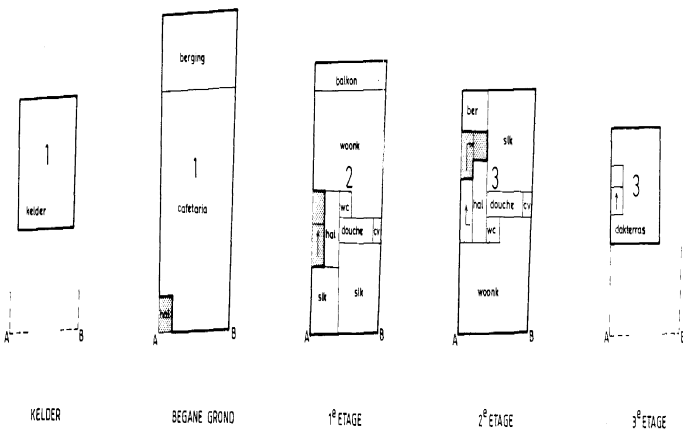 1
kelder
A B
KELDER
berging
1
cafetaria
hal
A B
BEGANE GROND
balkon
woonk
2
wc
hal
douche cv
slk slk
A B
1e ETAGE
ber
slk
3
hal douche cv
wc
woonk
A B
2e ETAGE
3
dakterras
A B
3e ETAGE